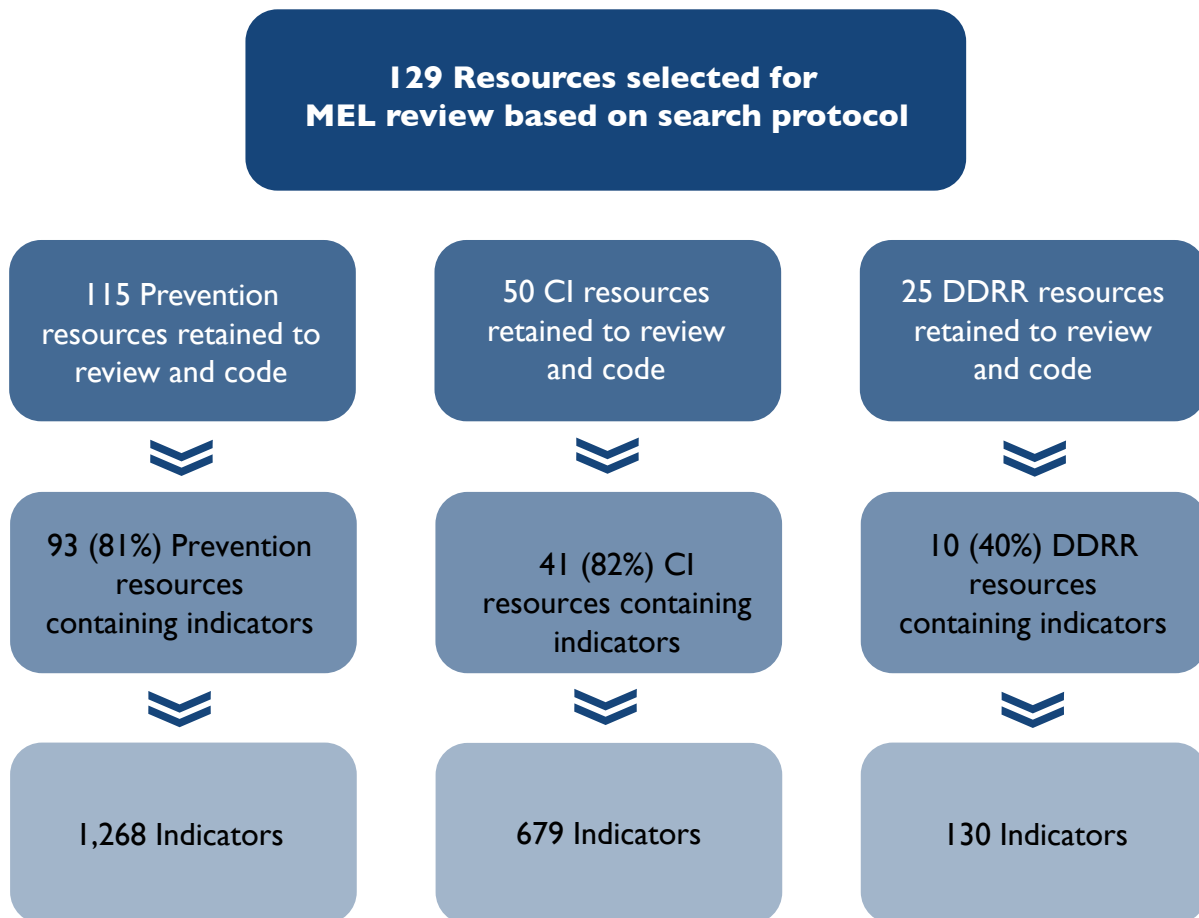 129 Resources selected for
MEL review based on search protocol
115 Prevention
resources retained to
review and code
50 CI resources
retained to review
and code
25 DDRR resources
retained to review
and code
93 (81%) Prevention
resources
containing indicators
41 (82%) CI
resources containing
indicators
10 (40%) DDRR
resources
containing indicators
1,268 Indicators
679 Indicators
130 Indicators